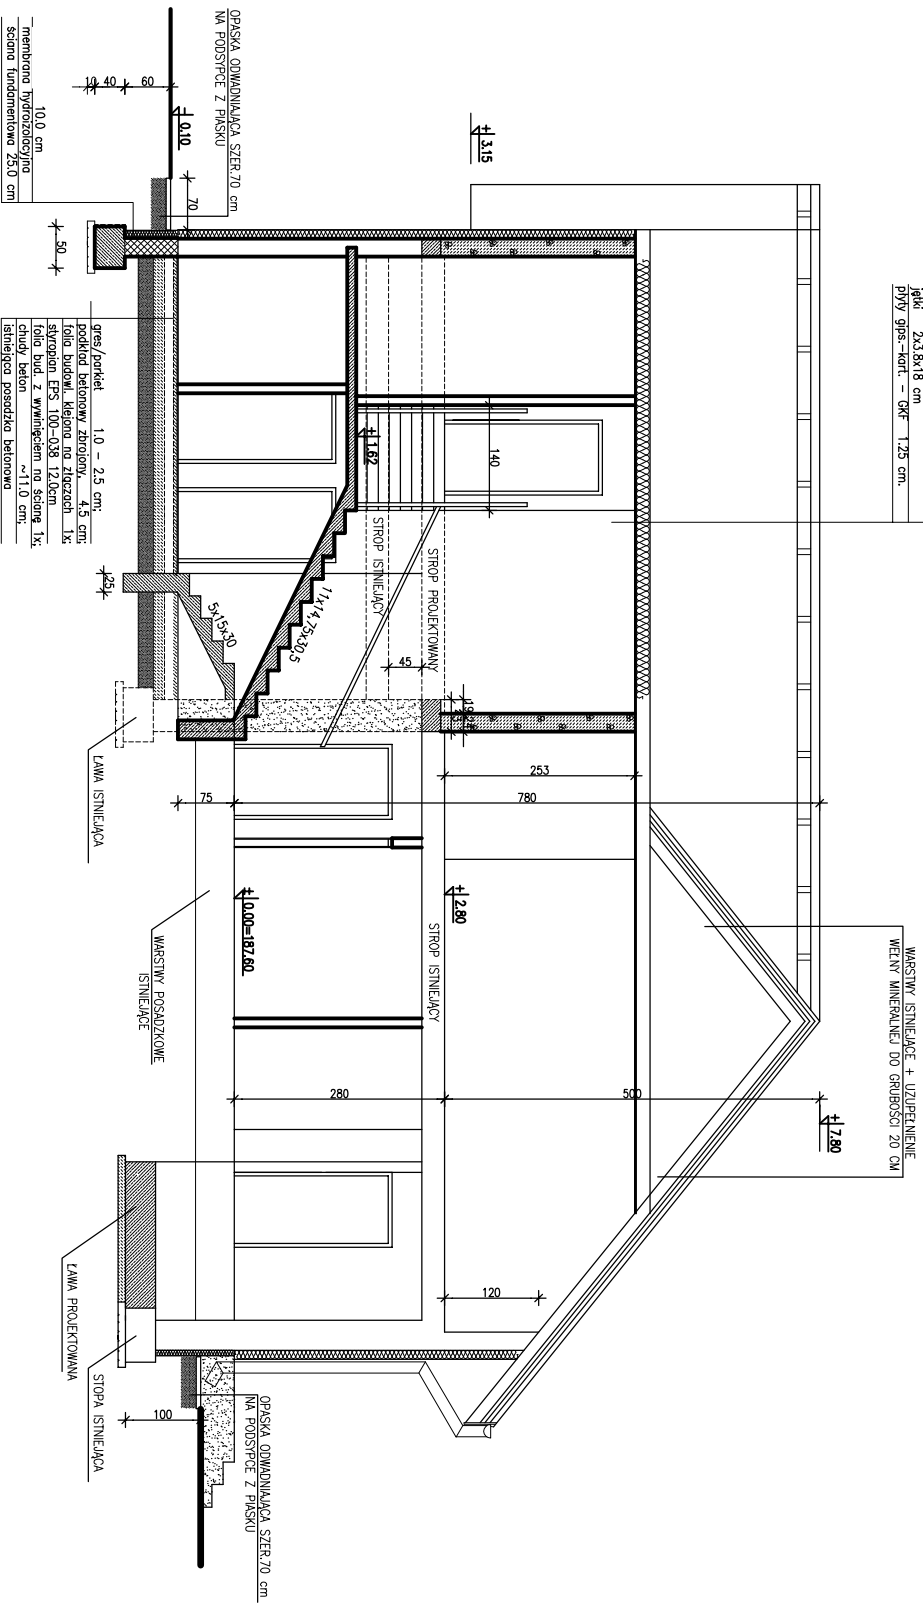 jętki 2x3.8x18 cm
płyty gips.-kart. - GKF 1.25 cm.
WARSTWY ISTNIEJĄCE + UZUPEŁNIENIE
WEŁNY MINERALNEJ DO GRUBOŚCI 20 CM
+7.80
+3.15
780
500
253
140
120
STROP PROJEKTOWANY
STROP ISTNIEJĄCY
+2.80
STROP ISTNIEJĄCY
45
+1.62
11x14,75x30,5
5x15x30
280
±0.00=187.60
75
OPASKA ODWADNIAJĄCA SZER.70 cm
NA PODSYPCE Z PIASKU
-0.10
70
60
40
10
50
25
100
OPASKA ODWADNIAJĄCA SZER.70 cm
NA PODSYPCE Z PIASKU
WARSTWY POSADZKOWE
ISTNIEJĄCE
ŁAWA ISTNIEJĄCA
ŁAWA PROJEKTOWANA
STOPA ISTNIEJĄCA
10.0 cm
membrana hydroizolacyjna
ściana fundamentowa 25.0 cm
gres/parkiet 1.0 - 2.5 cm;
podkład betonowy zbrojony, 4.5 cm;
folia budowl. klejona na złączach 1x;
styropian EPS 100-038 12.0cm
folia bud. z wywinięciem na ścianę 1x;
chudy beton ~11.0 cm;
istniejąca posadzka betonowa